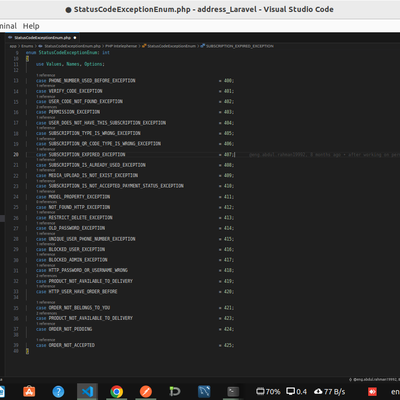 ● StatusCodeExceptionEnum.php - address_Laravel - Visual Studio Code
minal Help
StatusCodeExceptionEnum.php ●
app > Enums > StatusCodeExceptionEnum.php > PHP Intelephense > StatusCodeExceptionEnum > SUBSCRIPTION_EXPIRED_EXCEPTION
enum StatusCodeExceptionEnum: int
{
use Values, Names, Options;
case PHONE_NUMBER_USED_BEFORE_EXCEPTION = 400;
case VERIFY_CODE_EXCEPTION = 401;
case USER_CODE_NOT_FOUND_EXCEPTION = 402;
case PERMISSION_EXCEPTION = 403;
case USER_DOES_NOT_HAVE_THIS_SUBSCRIPTION_EXCEPTION = 404;
case SUBSCRIPTION_TYPE_IS_WRONG_EXCEPTION = 405;
case SUBSCRIPTION_QR_CODE_TYPE_IS_WRONG_EXCEPTION = 406;
case SUBSCRIPTION_EXPIRED_EXCEPTION = 407;
case SUBSCRIPTION_IS_ALREADY_USED_EXCEPTION = 408;
case MEDIA_UPLOAD_IS_NOT_EXIST_EXCEPTION = 409;
case SUBSCRIPTION_IS_NOT_ACCEPTED_PAYMENT_STATUS_EXCEPTION = 410;
case MODEL_PROPERTY_EXCEPTION = 411;
case NOT_FOUND_HTTP_EXCEPTION = 412;
case RESTRICT_DELETE_EXCEPTION = 413;
case OLD_PASSWORD_EXCEPTION = 414;
case UNIQUE_USER_PHONE_NUMBER_EXCEPTION = 415;
case BLOCKED_USER_EXCEPTION = 416;
case BLOCKED_ADMIN_EXCEPTION = 417;
case HTTP_PASSWORD_OR_USERNAME_WRONG = 418;
case PRODUCT_NOT_AVAILABLE_TO_DELIVERY = 419;
case HTTP_USER_HAVE_ORDER_BEFORE = 420;
case ORDER_NOT_BELONGS_TO_YOU = 421;
case PRODUCT_NOT_AVAILABLE_TO_DELIVERY = 423;
case ORDER_NOT_PEDDING = 424;
case ORDER_NOT_ACCEPTED = 425;
}
70% 0.4 77 B/s en